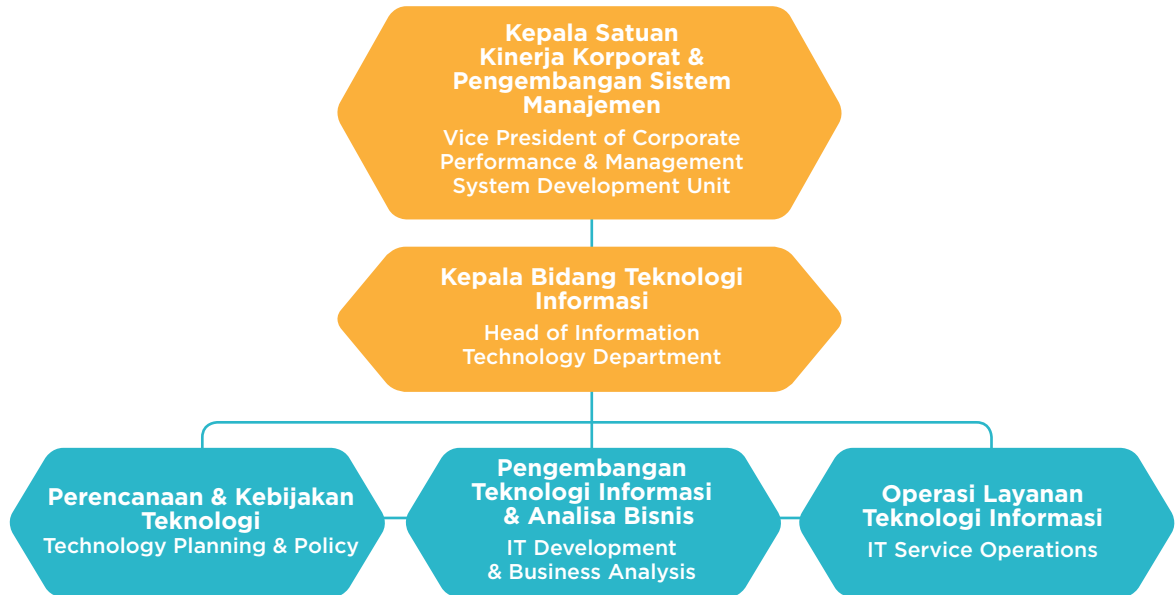 Kepala Satuan
Kinerja Korporat &
Pengembangan Sistem
Manajemen
Vice President of Corporate
Performance & Management
System Development Unit
Kepala Bidang Teknologi
Informasi
Head of Information
Technology Department
Perencanaan & Kebijakan
Teknologi
Technology Planning & Policy
Pengembangan
Teknologi Informasi
& Analisa Bisnis
IT Development
& Business Analysis
Operasi Layanan
Teknologi Informasi
IT Service Operations